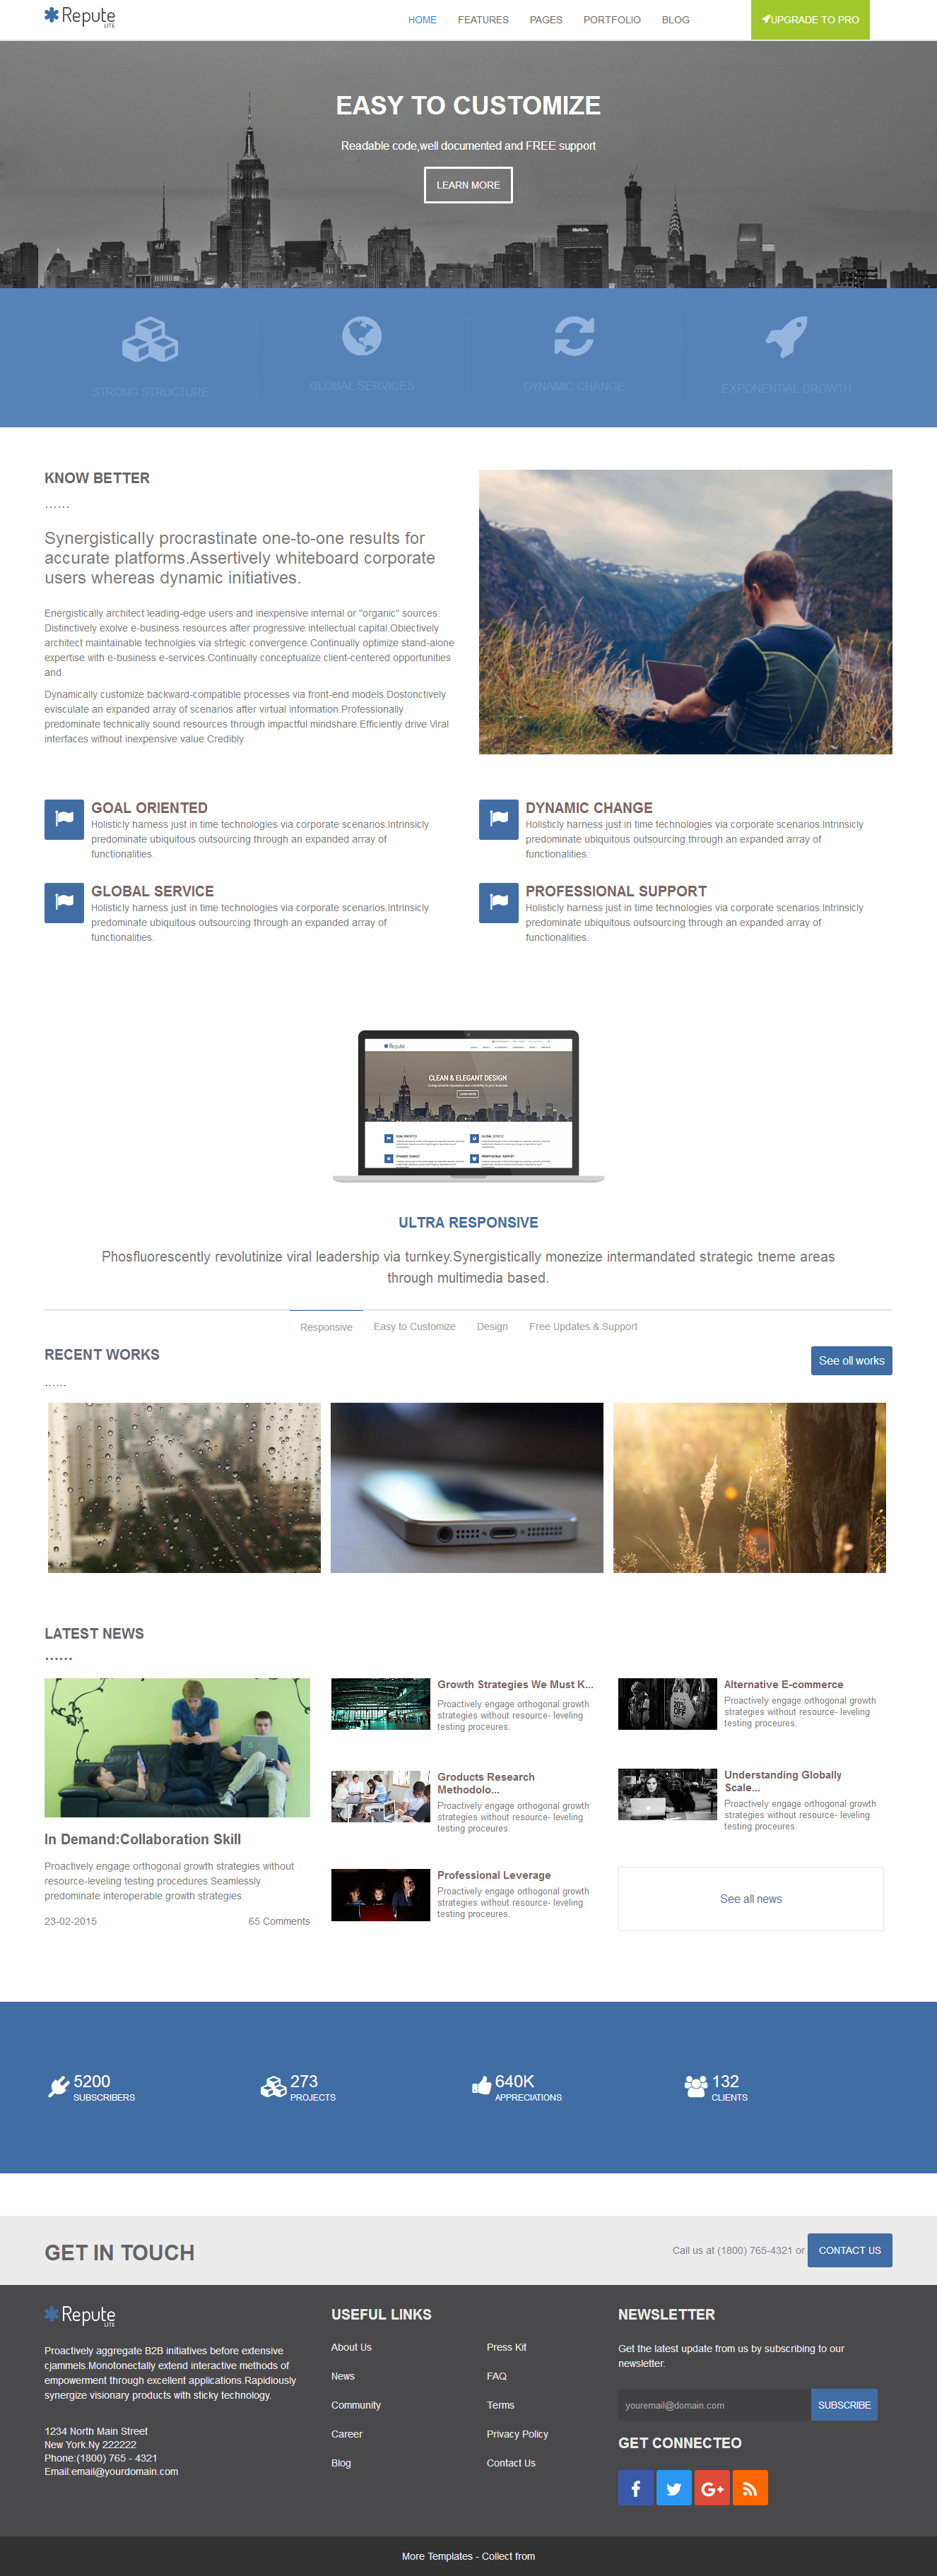 Repute
LITE
HOME FEATURES PAGES PORTFOLIO BLOG UPGRADE TO PRO
EASY TO CUSTOMIZE
Readable code,well documented and FREE support
LEARN MORE
MetLife
STRONG STRUCTURE GLOBAL SERVICES DYNAMIC CHANGE EXPONENTIAL GROWTH
KNOW BETTER
......
Synergistically procrastinate one-to-one results for
accurate platforms.Assertively whiteboard corporate
users whereas dynamic initiatives.
Energistically architect leading-edge users and inexpensive internal or "organic" sources.
Distinctively exolve e-business resources after progressive intellectual capital.Obiectively
architect maintainable technolgies via strtegic convergence.Continually optimize stand-alone
expertise with e-business e-services.Continually conceptualize client-centered opportunities
and.
Dynamically customize backward-compatible processes via front-end models.Dostonctively
evisculate an expanded array of scenarios after virtual information.Professionally
predominate technically sound resources through impactful mindshare.Efficiently drive Viral
interfaces without inexpensive value.Credibly.
GOAL ORIENTED
Holisticly harness just in time technologies via corporate scenarios.Intrinsicly
predominate ubiquitous outsourcing through an expanded array of
functionalities.
DYNAMIC CHANGE
Holisticly harness just in time technologies via corporate scenarios.Intrinsicly
predominate ubiquitous outsourcing through an expanded array of
functionalities.
GLOBAL SERVICE
Holisticly harness just in time technologies via corporate scenarios.Intrinsicly
predominate ubiquitous outsourcing through an expanded array of
functionalities.
PROFESSIONAL SUPPORT
Holisticly harness just in time technologies via corporate scenarios.Intrinsicly
predominate ubiquitous outsourcing through an expanded array of
functionalities.
Repute
CLEAN & ELEGANT DESIGN
LEARN MORE
GOAL ORIENTED GLOBAL SERVICE
DYNAMIC CHANGE PROFESSIONAL SUPPORT
ULTRA RESPONSIVE
Phosfluorescently revolutinize viral leadership via turnkey.Synergistically monezize intermandated strategic tneme areas
through multimedia based.
Responsive Easy to Customize Design Free Updates & Support
RECENT WORKS
See oll works
......
LATEST NEWS
......
In Demand:Collaboration Skill
Proactively engage orthogonal growth strategies without
resource-leveling testing procedures.Seamlessly
predominate interoperable growth strategies.
23-02-2015 65 Comments
Growth Strategies We Must K...
Proactively engage orthogonal growth
strategies without resource- leveling
testing proceures.
Groducts Research
Methodolo...
Proactively engage orthogonal growth
strategies without resource- leveling
testing proceures.
Professional Leverage
Proactively engage orthogonal growth
strategies without resource- leveling
testing proceures.
20%
OFF
Alternative E-commerce
Proactively engage orthogonal growth
strategies without resource- leveling
testing proceures.
Understanding Globally
Scale...
Proactively engage orthogonal growth
strategies without resource- leveling
testing proceures.
See all news
5200
SUBSCRIBERS
273
PROJECTS
640K
APPRECIATIONS
132
CLIENTS
GET IN TOUCH
Call us at (1800) 765-4321 or CONTACT US
Repute
LITE
Proactively aggregate B2B initiatives before extensive
cjammels.Monotonectally extend interactive methods of
empowerment through excellent applications.Rapidiously
synergize visionary products with sticky technology.
1234 North Main Street
New York.Ny 222222
Phone:(1800) 765 - 4321
Email:email@yourdomain.com
USEFUL LINKS
About Us Press Kit
News FAQ
Community Terms
Career Privacy Policy
Blog Contact Us
NEWSLETTER
Get the latest update from us by subscribing to our
newsletter.
youremail@domain.com SUBSCRIBE
GET CONNECTEO
More Templates - Collect from